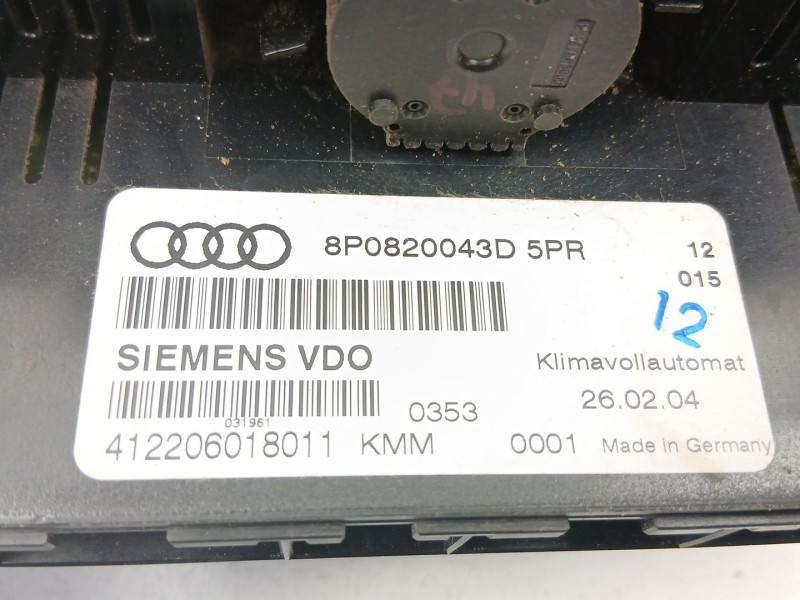 8P0820043D 5PR 12
015
12
SIEMENS VDO Klimavollautomat
0353 26.02.04
031961
412206018011 KMM 0001 Made in Germany